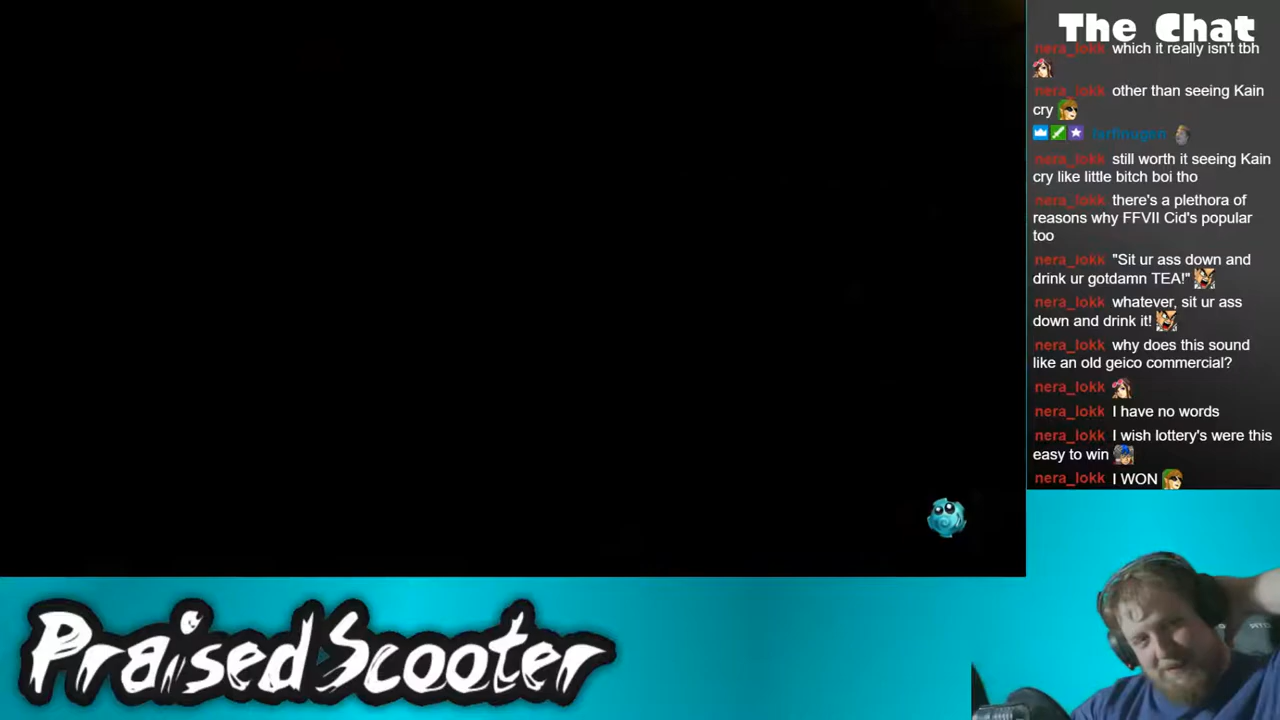 The Chat
nera_lokk which it really isn't tbh
nera_lokk other than seeing Kain
cry
nera_lokk still worth it seeing Kain
cry like little bitch boi tho
nera_lokk there's a plethora of
reasons why FFVII Cid's popular
too
nera_lokk "Sit ur ass down and
drink ur gotdamn TEA!"
nera_lokk whatever, sit ur ass
down and drink it!
nera_lokk why does this sound
like an old geico commercial?
nera_lokk
nera_lokk I have no words
nera_lokk I wish lottery's were this
easy to win
nera_lokk I WON
PraisedScooter